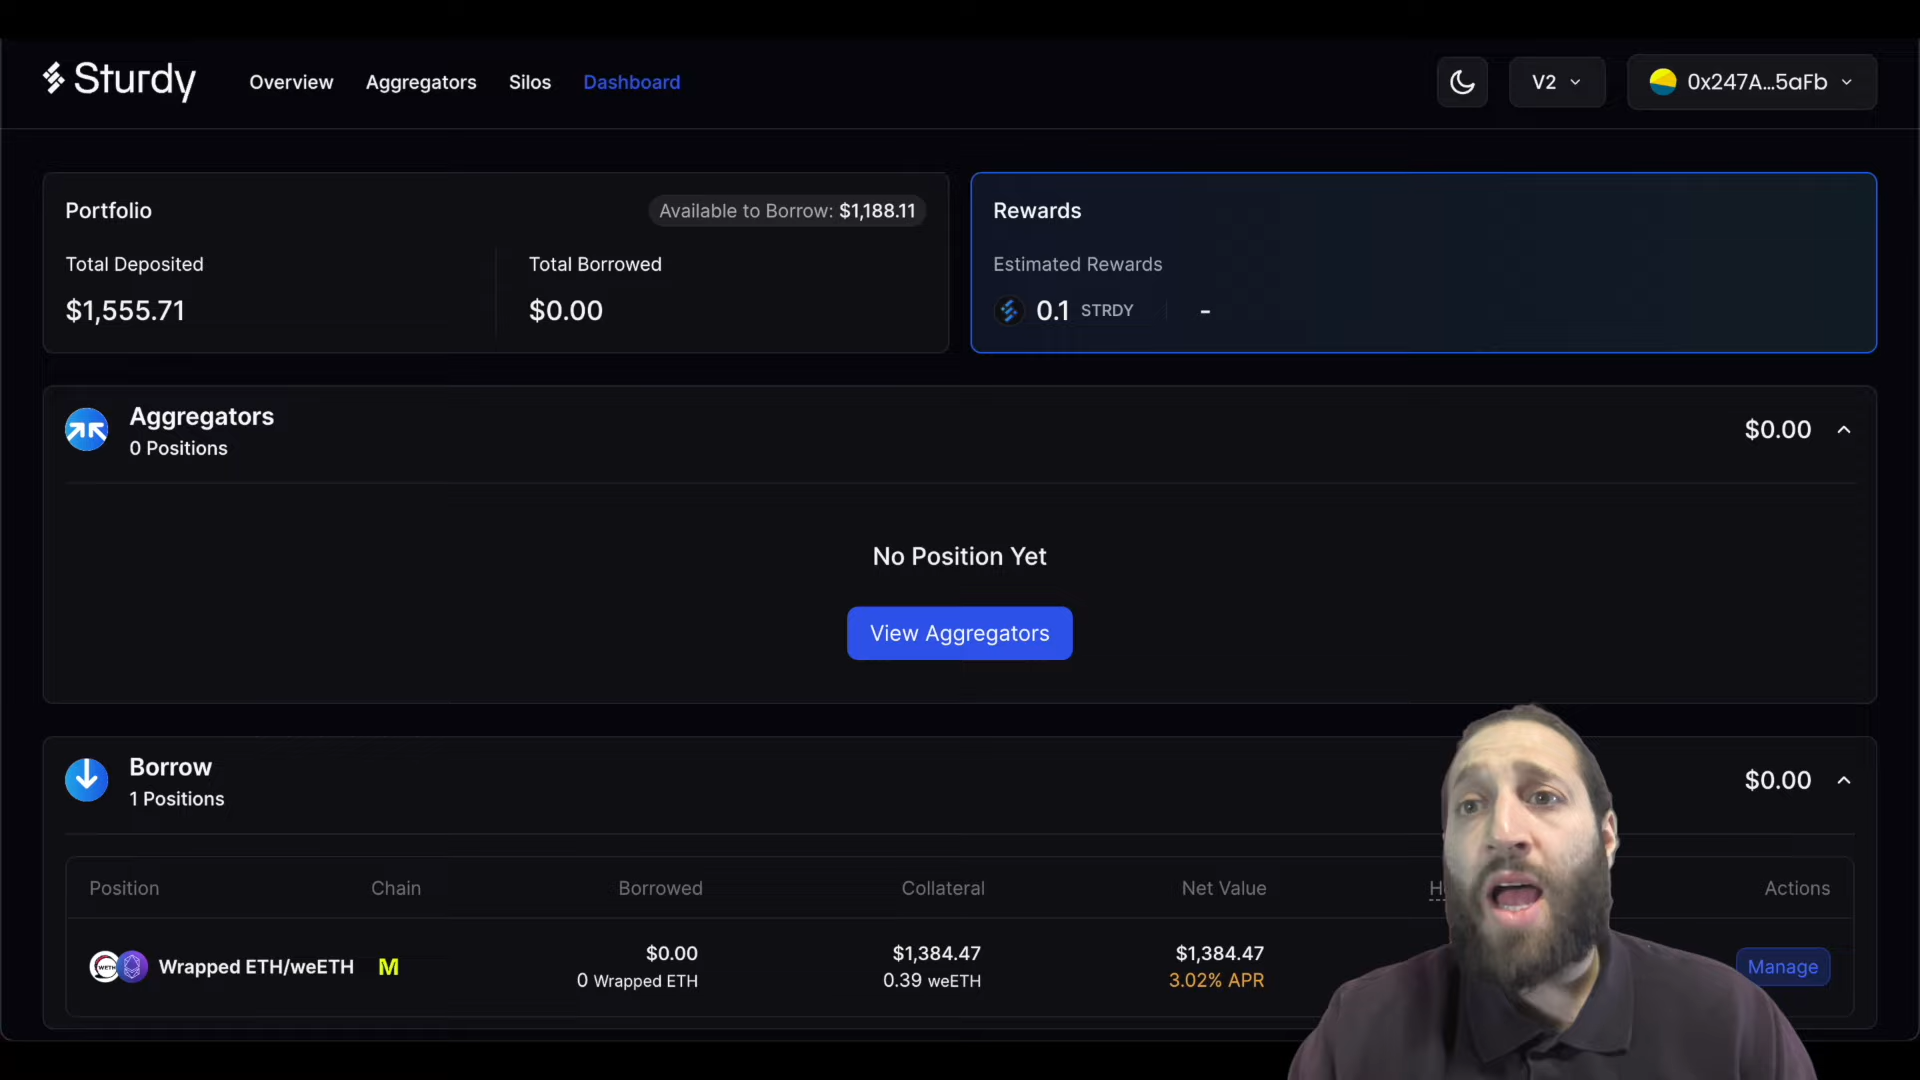 Sturdy
Overview Aggregators Silos Dashboard
V2
0x247A...5aFb
Portfolio
Available to Borrow: $1,188.11
Total Deposited
$1,555.71
Total Borrowed
$0.00
Rewards
Estimated Rewards
0.1 STRDY -
Aggregators
0 Positions
$0.00
No Position Yet
View Aggregators
Borrow
1 Positions
$0.00
Position Chain Borrowed Collateral Net Value Actions
WETH
Wrapped ETH/weETH
M
$0.00
0 Wrapped ETH
$1,384.47
0.39 weETH
$1,384.47
3.02% APR
Manage